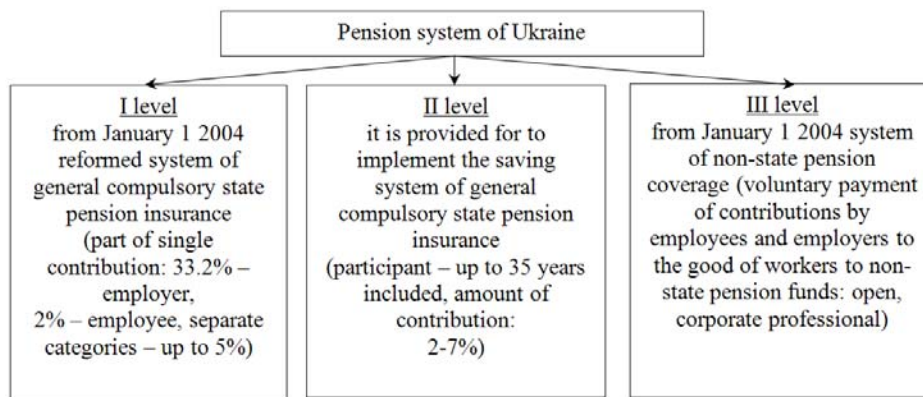 Pension system of Ukraine
I level
from January 1 2004
reformed system of
general compulsory state
pension insurance
(part of single
contribution: 33.2% –
employer,
2% – employee, separate
categories – up to 5%)
II level
it is provided for to
implement the saving
system of general
compulsory state pension
insurance
(participant – up to 35 years
included, amount of
contribution:
2-7%)
III level
from January 1 2004 system
of non-state pension
coverage (voluntary payment
of contributions by
employees and employers to
the good of workers to non-
state pension funds: open,
corporate professional)